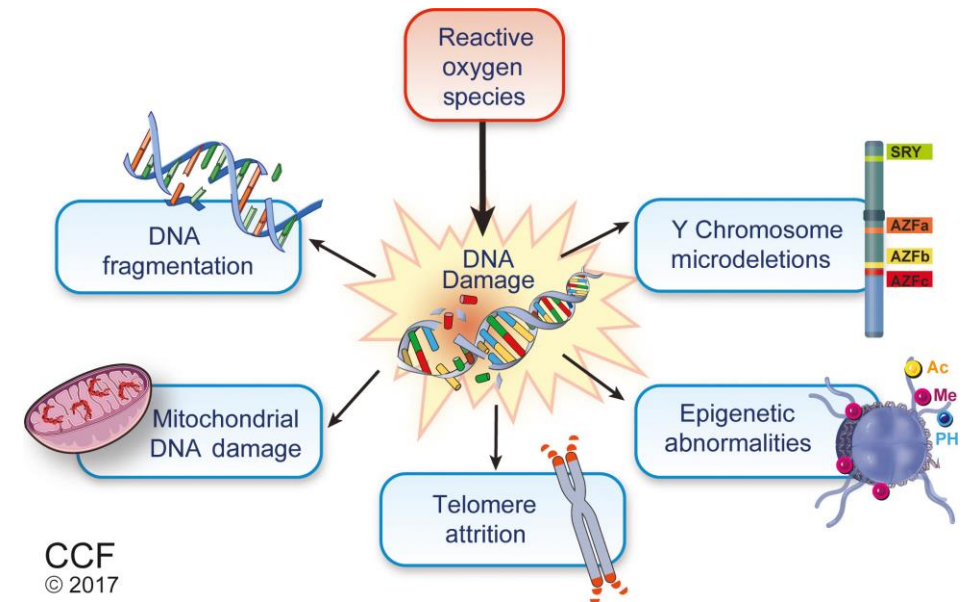 Reactive
oxygen
species
DNA
fragmentation
DNA
Damage
Y Chromosome
microdeletions
SRY
AZFa
AZFb
AZFc
Mitochondrial
DNA damage
Telomere
attrition
Epigenetic
abnormalities
Ac
Me
PH
CCF
© 2017